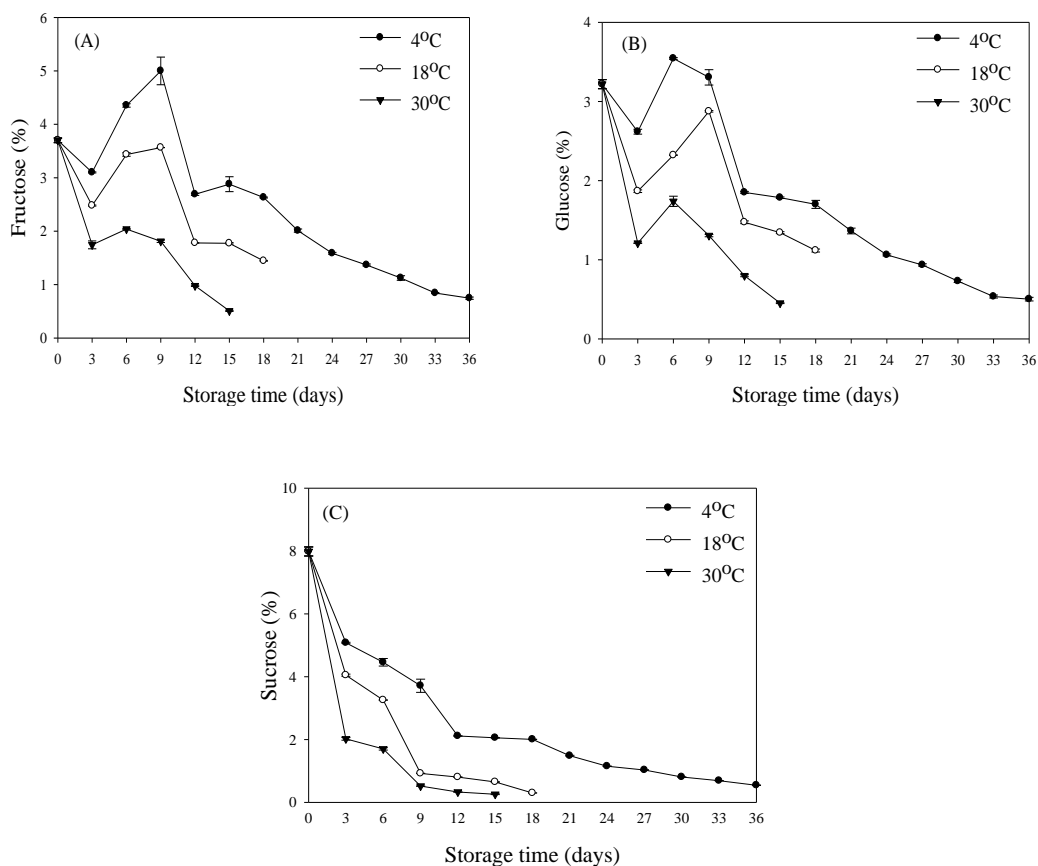 (A)
4°C
18°C
30°C
Fructose (%)
6
5
4
3
2
1
0
0 3 6 9 12 15 18 21 24 27 30 33 36
Storage time (days)
(B)
4°C
18°C
30°C
Glucose (%)
4
3
2
1
0
0 3 6 9 12 15 18 21 24 27 30 33 36
Storage time (days)
(C)
4°C
18°C
30°C
Sucrose (%)
10
8
6
4
2
0
0 3 6 9 12 15 18 21 24 27 30 33 36
Storage time (days)